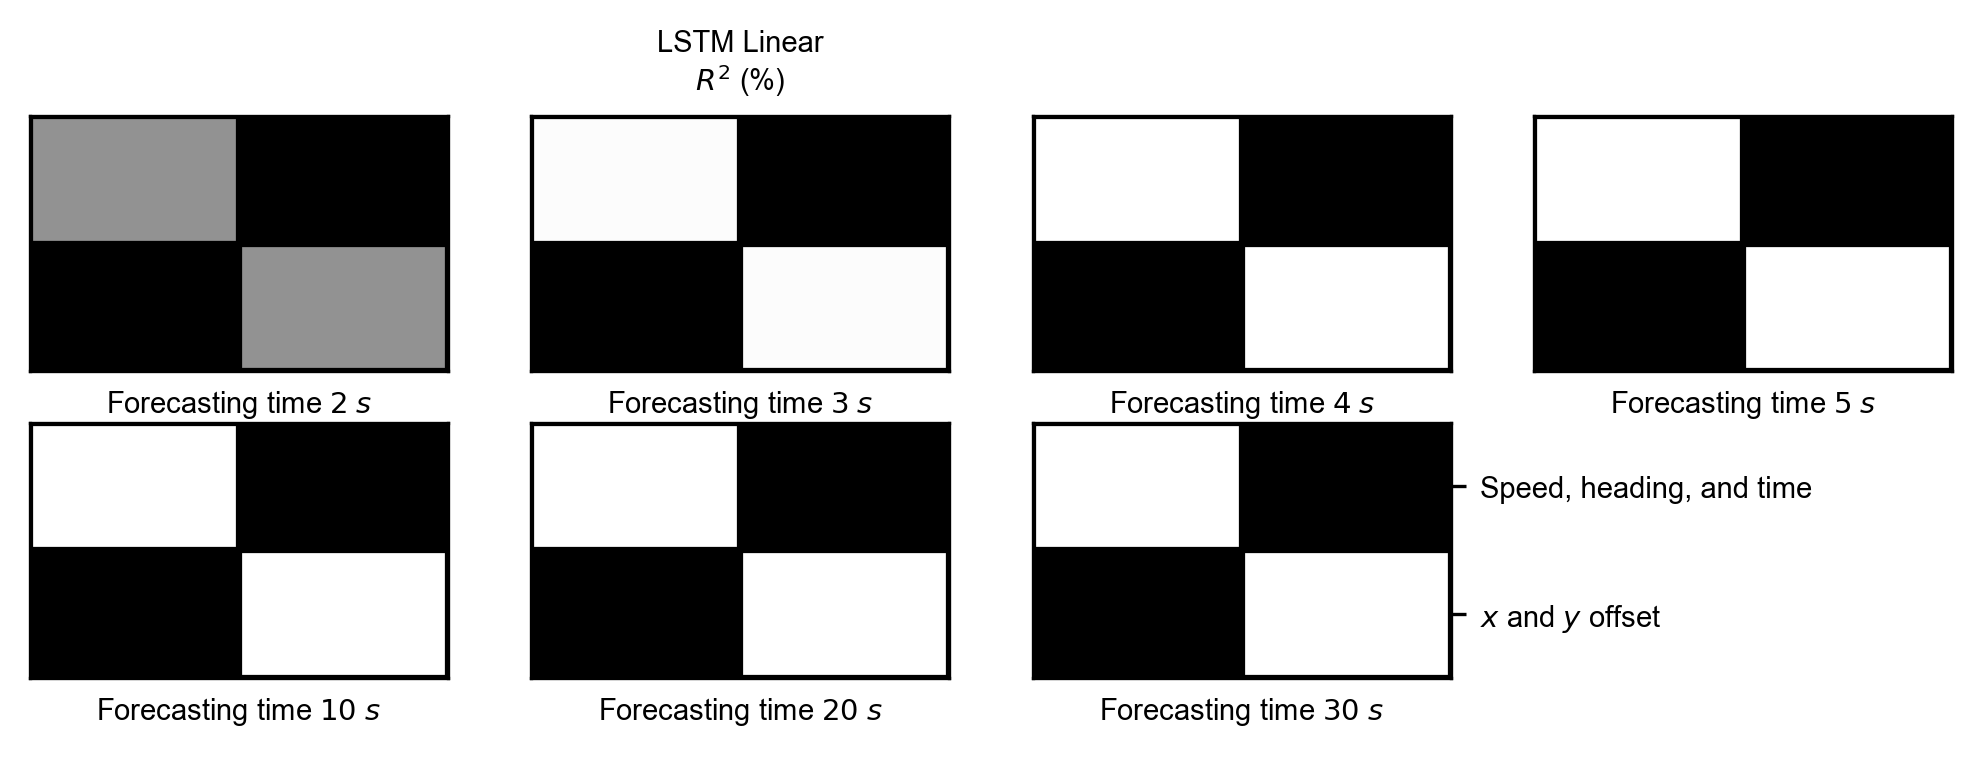 LSTM Linear
R² (%)
Forecasting time 2 s
Forecasting time 3 s
Forecasting time 4 s
Forecasting time 5 s
Speed, heading, and time
x and y offset
Forecasting time 10 s
Forecasting time 20 s
Forecasting time 30 s